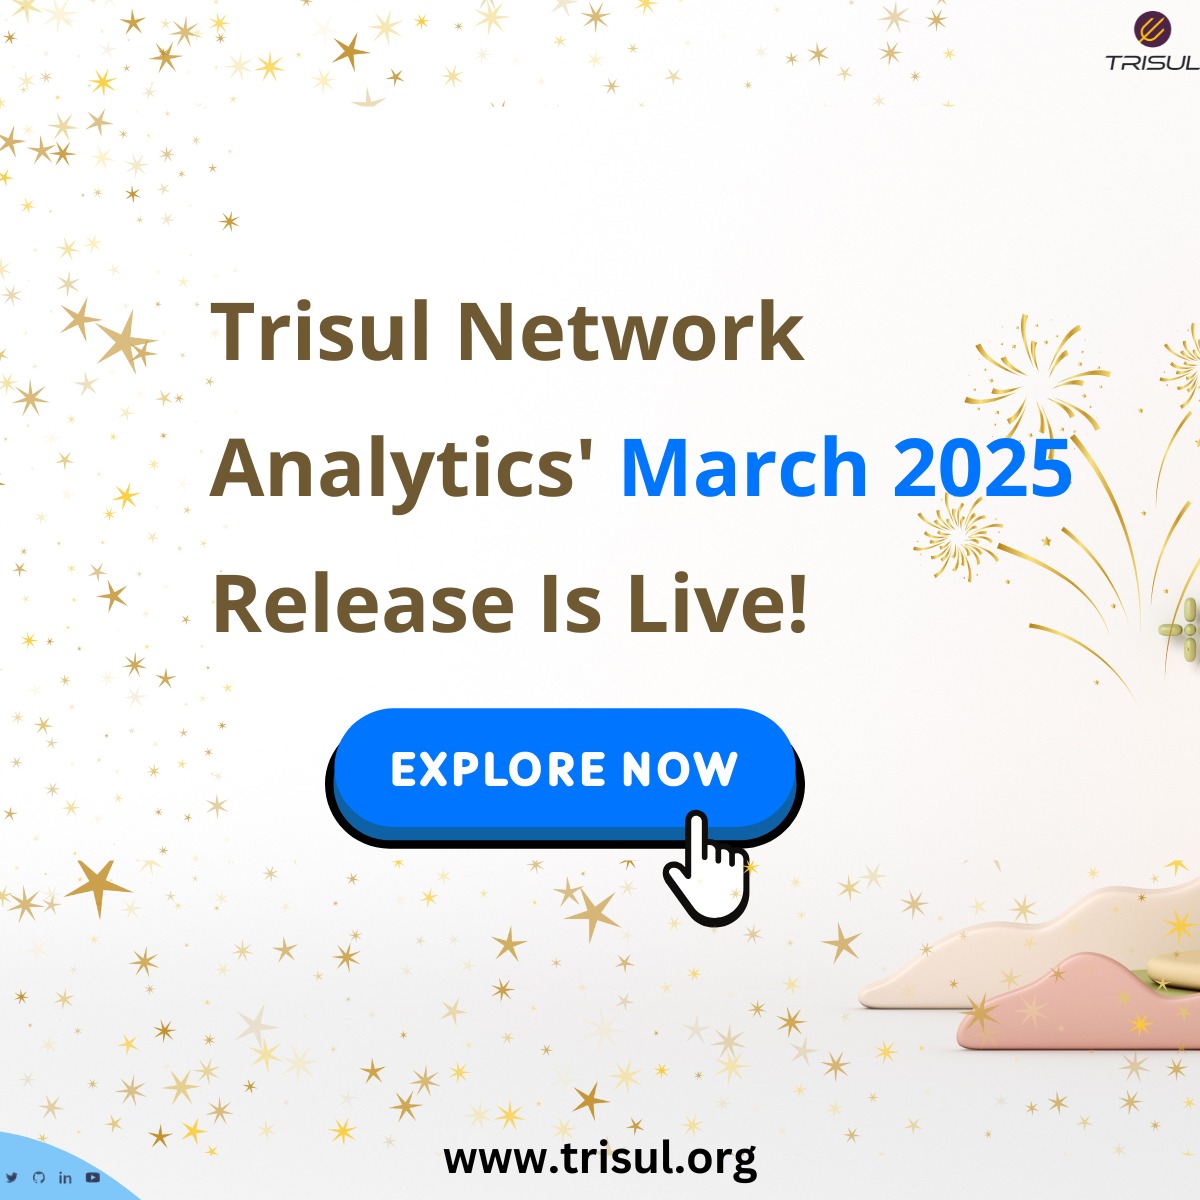 TRISUL
Trisul Network
Analytics' March 2025
Release Is Live!
EXPLORE NOW
www.trisul.org